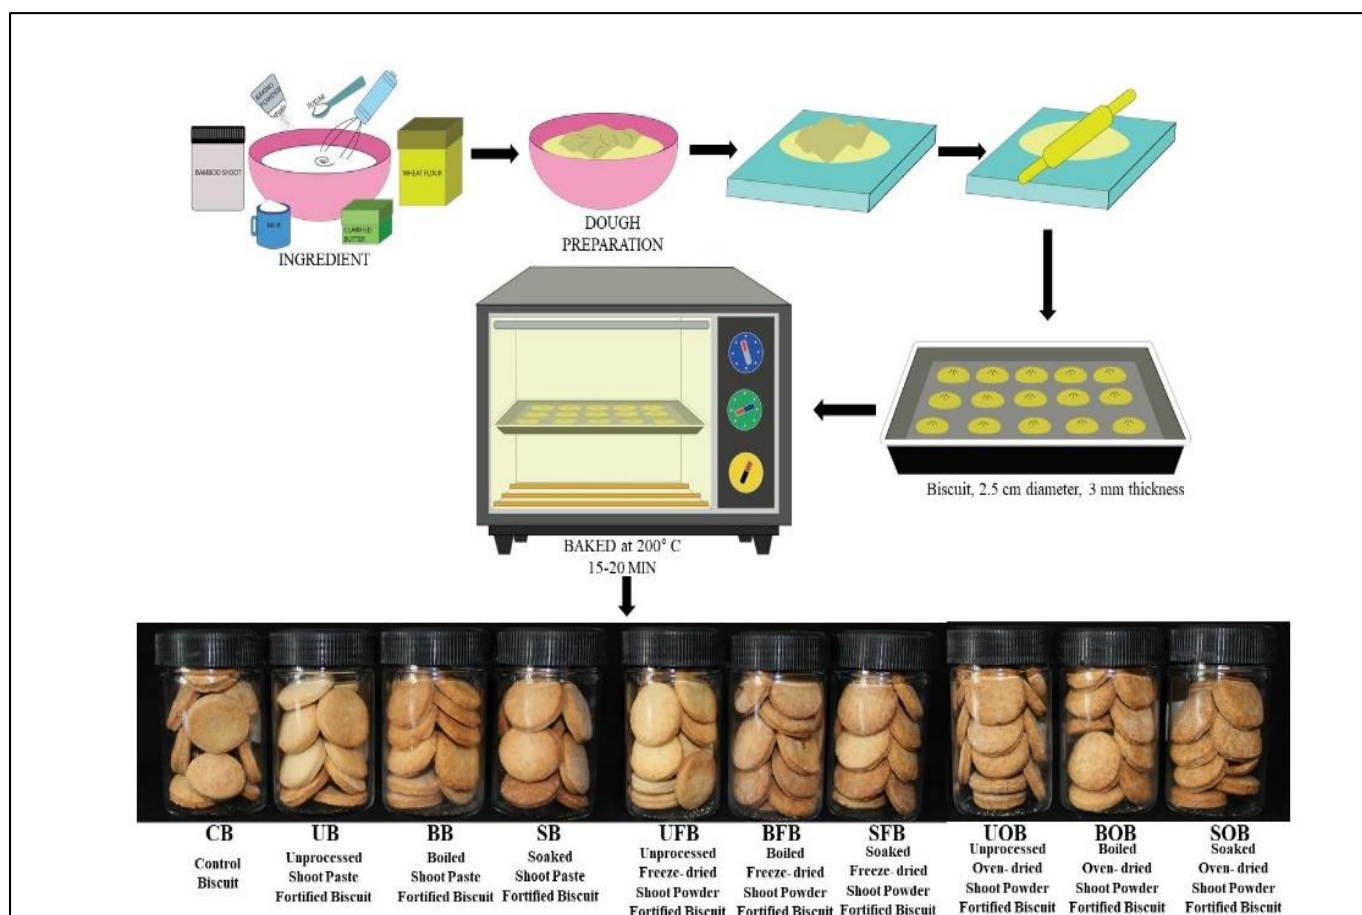 BAKING
POWDER
SUGAR
BAMBOO SHOOT
WHEAT FLOUR
MILK
CLARIFIED
BUTTER
INGREDIENT
DOUGH
PREPARATION
Biscuit, 2.5 cm diameter, 3 mm thickness
BAKED at 200° C
15-20 MIN
CB
Control
Biscuit
UB
Unprocessed
Shoot Paste
Fortified Biscuit
BB
Boiled
Shoot Paste
Fortified Biscuit
SB
Soaked
Shoot Paste
Fortified Biscuit
UFB
Unprocessed
Freeze- dried
Shoot Powder
Fortified Biscuit
BFB
Boiled
Freeze- dried
Shoot Powder
Fortified Biscuit
SFB
Soaked
Freeze- dried
Shoot Powder
Fortified Biscuit
UOB
Unprocessed
Oven- dried
Shoot Powder
Fortified Biscuit
BOB
Boiled
Oven- dried
Shoot Powder
Fortified Biscuit
SOB
Soaked
Oven- dried
Shoot Powder
Fortified Biscuit